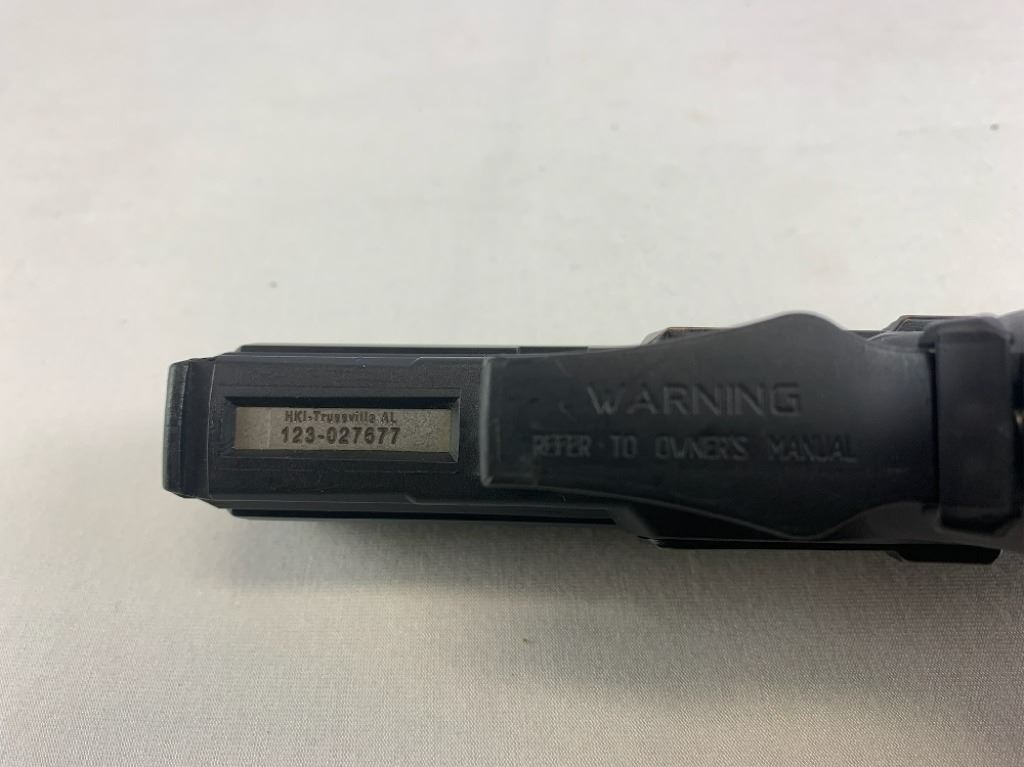 HKI-Trussville AL
123-027677
WARNING
REFER TO OWNER'S MANUAL